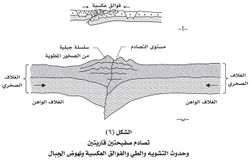 فوالق عكسية
أ-
سلسلة جبلية
من الصخور المطوية
مستوى التصادم
الغلاف الصخري
الغلاف الصخري
الغلاف الواهن
الغلاف الواهن
ب-
الشكل (٦)
تصادم صفيحتين قاريتين
وحدوث التشويه والطي والفوالق العكسية ونهوض الجبال